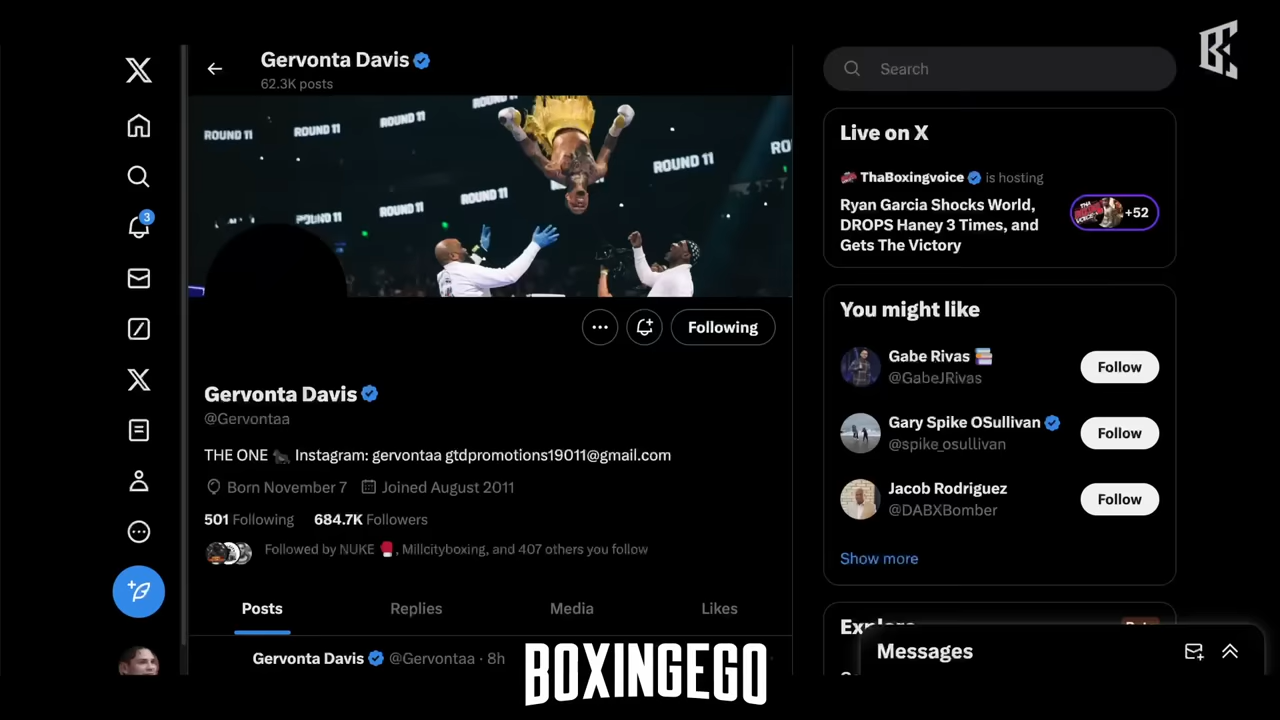 Gervonta Davis
62.3K posts
ROUND 11
ROUND 11
ROUND 11
ROUND 11
ROUND 11
ROUND 11
ROUND 11
ROUND 11
Following
Gervonta Davis
@Gervontaa
THE ONE Instagram: gervontaa gtdpromotions19011@gmail.com
Born November 7 Joined August 2011
501 Following 684.7K Followers
Followed by NUKE , Millcityboxing, and 407 others you follow
Posts Replies Media Likes
Gervonta Davis @Gervontaa · 8h
3
Search
Live on X
ThaBoxingvoice is hosting
Ryan Garcia Shocks World,
DROPS Haney 3 Times, and
Gets The Victory
+52
You might like
Gabe Rivas
@GabeJRivas
Follow
Gary Spike OSullivan
@spike_osullivan
Follow
Jacob Rodriguez
@DABXBomber
Follow
Show more
Messages
BOXINGEGO